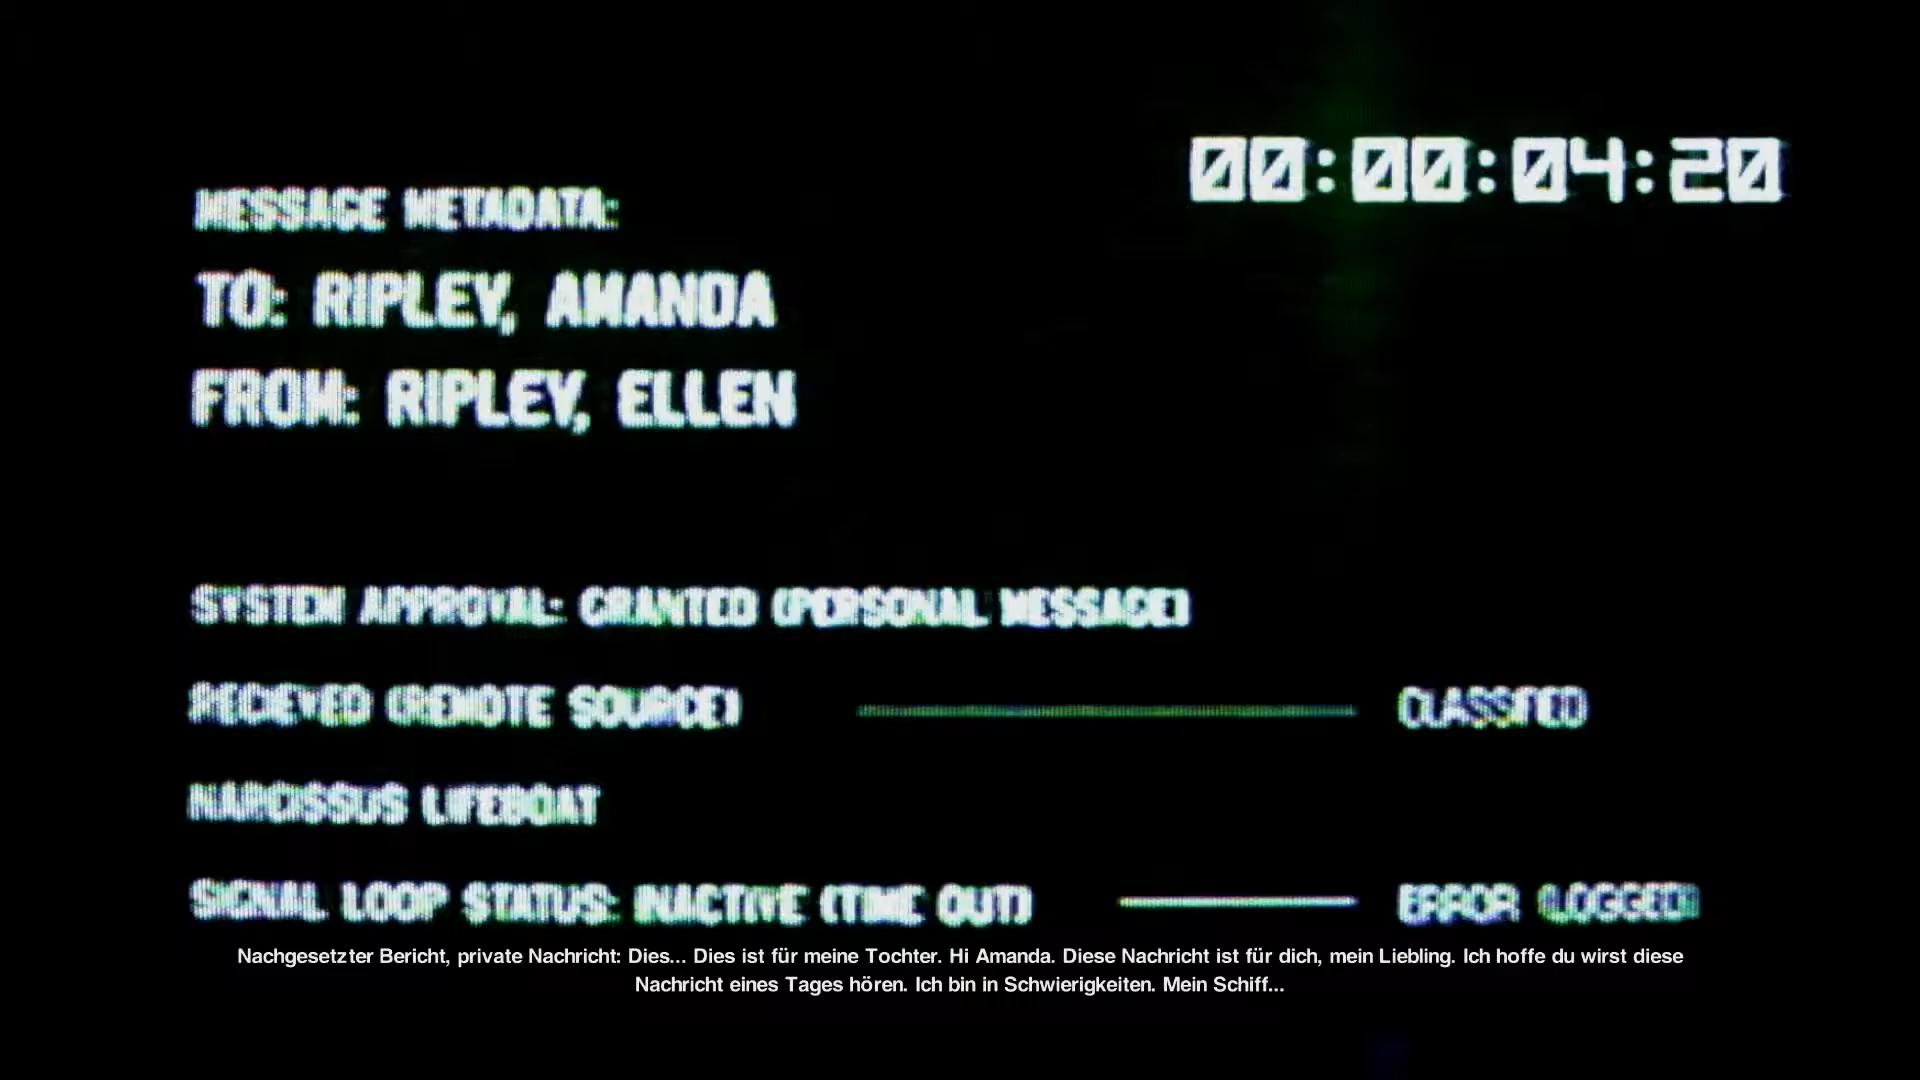 00:00:04:20
MESSAGE METADATA:
TO: RIPLEY, AMANDA
FROM: RIPLEY, ELLEN
SYSTEM APPROVAL: GRANTED (PERSONAL MESSAGE)
RECIEVED (REMOTE SOURCE) CLASSIFIED
NARCISSUS LIFEBOAT
SIGNAL LOOP STATUS: INACTIVE (TIME OUT) ERROR (LOGGED)
Nachgesetzter Bericht, private Nachricht: Dies... Dies ist für meine Tochter. Hi Amanda. Diese Nachricht ist für dich, mein Liebling. Ich hoffe du wirst diese
Nachricht eines Tages hören. Ich bin in Schwierigkeiten. Mein Schiff...